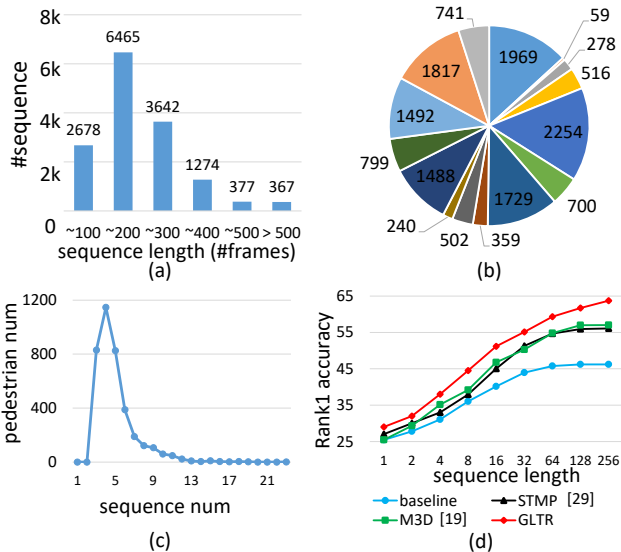 8k
6k
4k
2k
0
#sequence
2678
6465
3642
1274
377
367
~100 ~200 ~300 ~400 ~500 > 500
sequence length (#frames)
(a)
741
59
278
516
1969
1817
1492
2254
799
700
1488
1729
240
502
359
(b)
1200
800
400
0
pedestrian num
1 5 9 13 17 21
sequence num
(c)
65
55
45
35
25
Rank1 accuracy
1 2 4 8 16 32 64 128 256
sequence length
baseline
STMP [29]
M3D [19]
GLTR
(d)